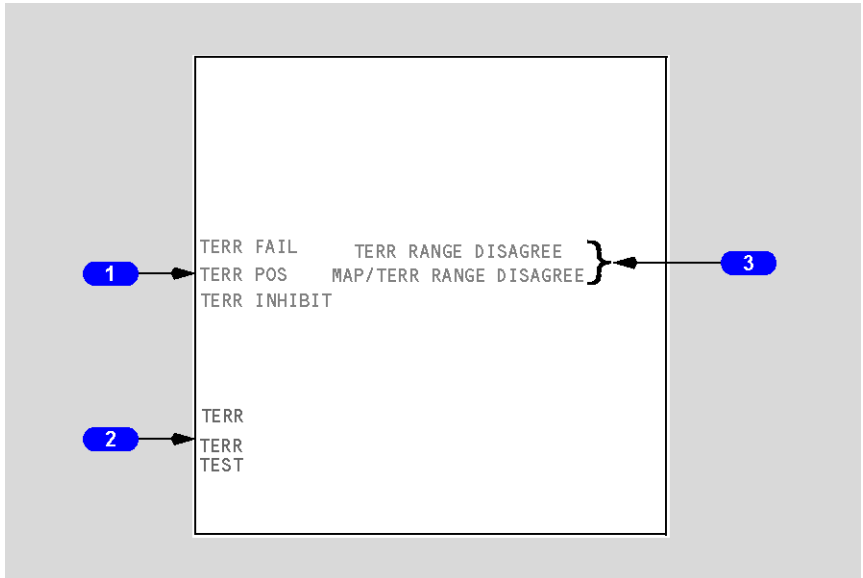 TERR FAIL
TERR RANGE DISAGREE
1
TERR POS
MAP/TERR RANGE DISAGREE
3
TERR INHIBIT
TERR
2
TERR
TEST